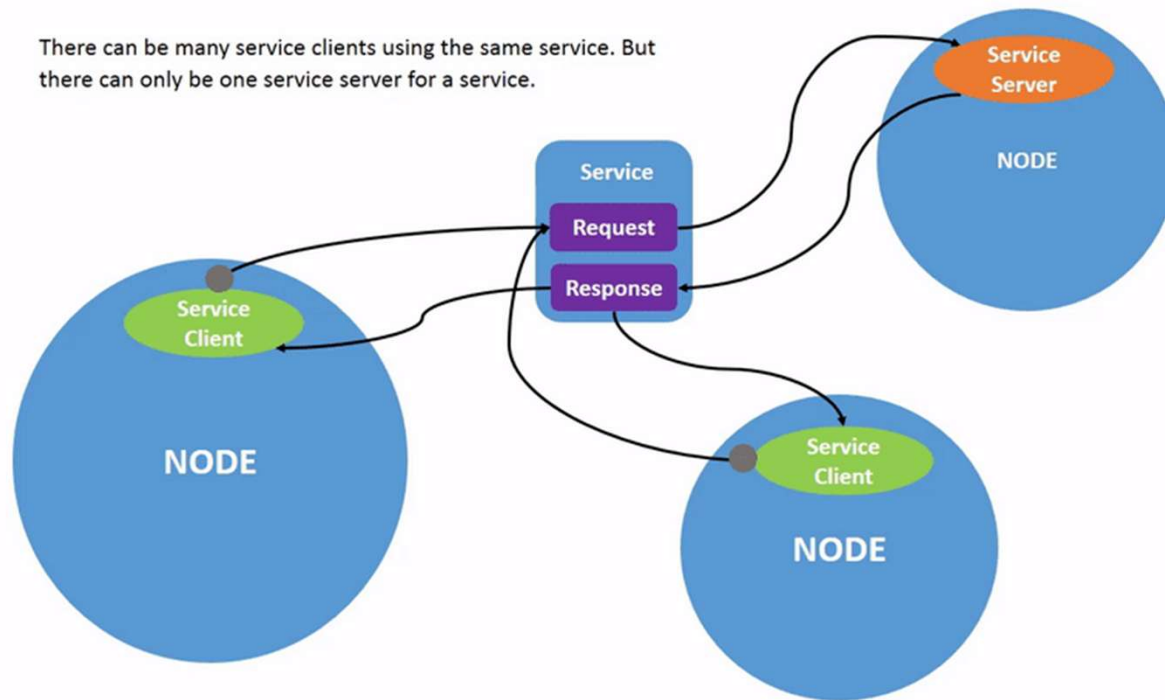 There can be many service clients using the same service. But
there can only be one service server for a service.
Service
Server
NODE
Service
Request
Response
Service
Client
NODE
Service
Client
NODE